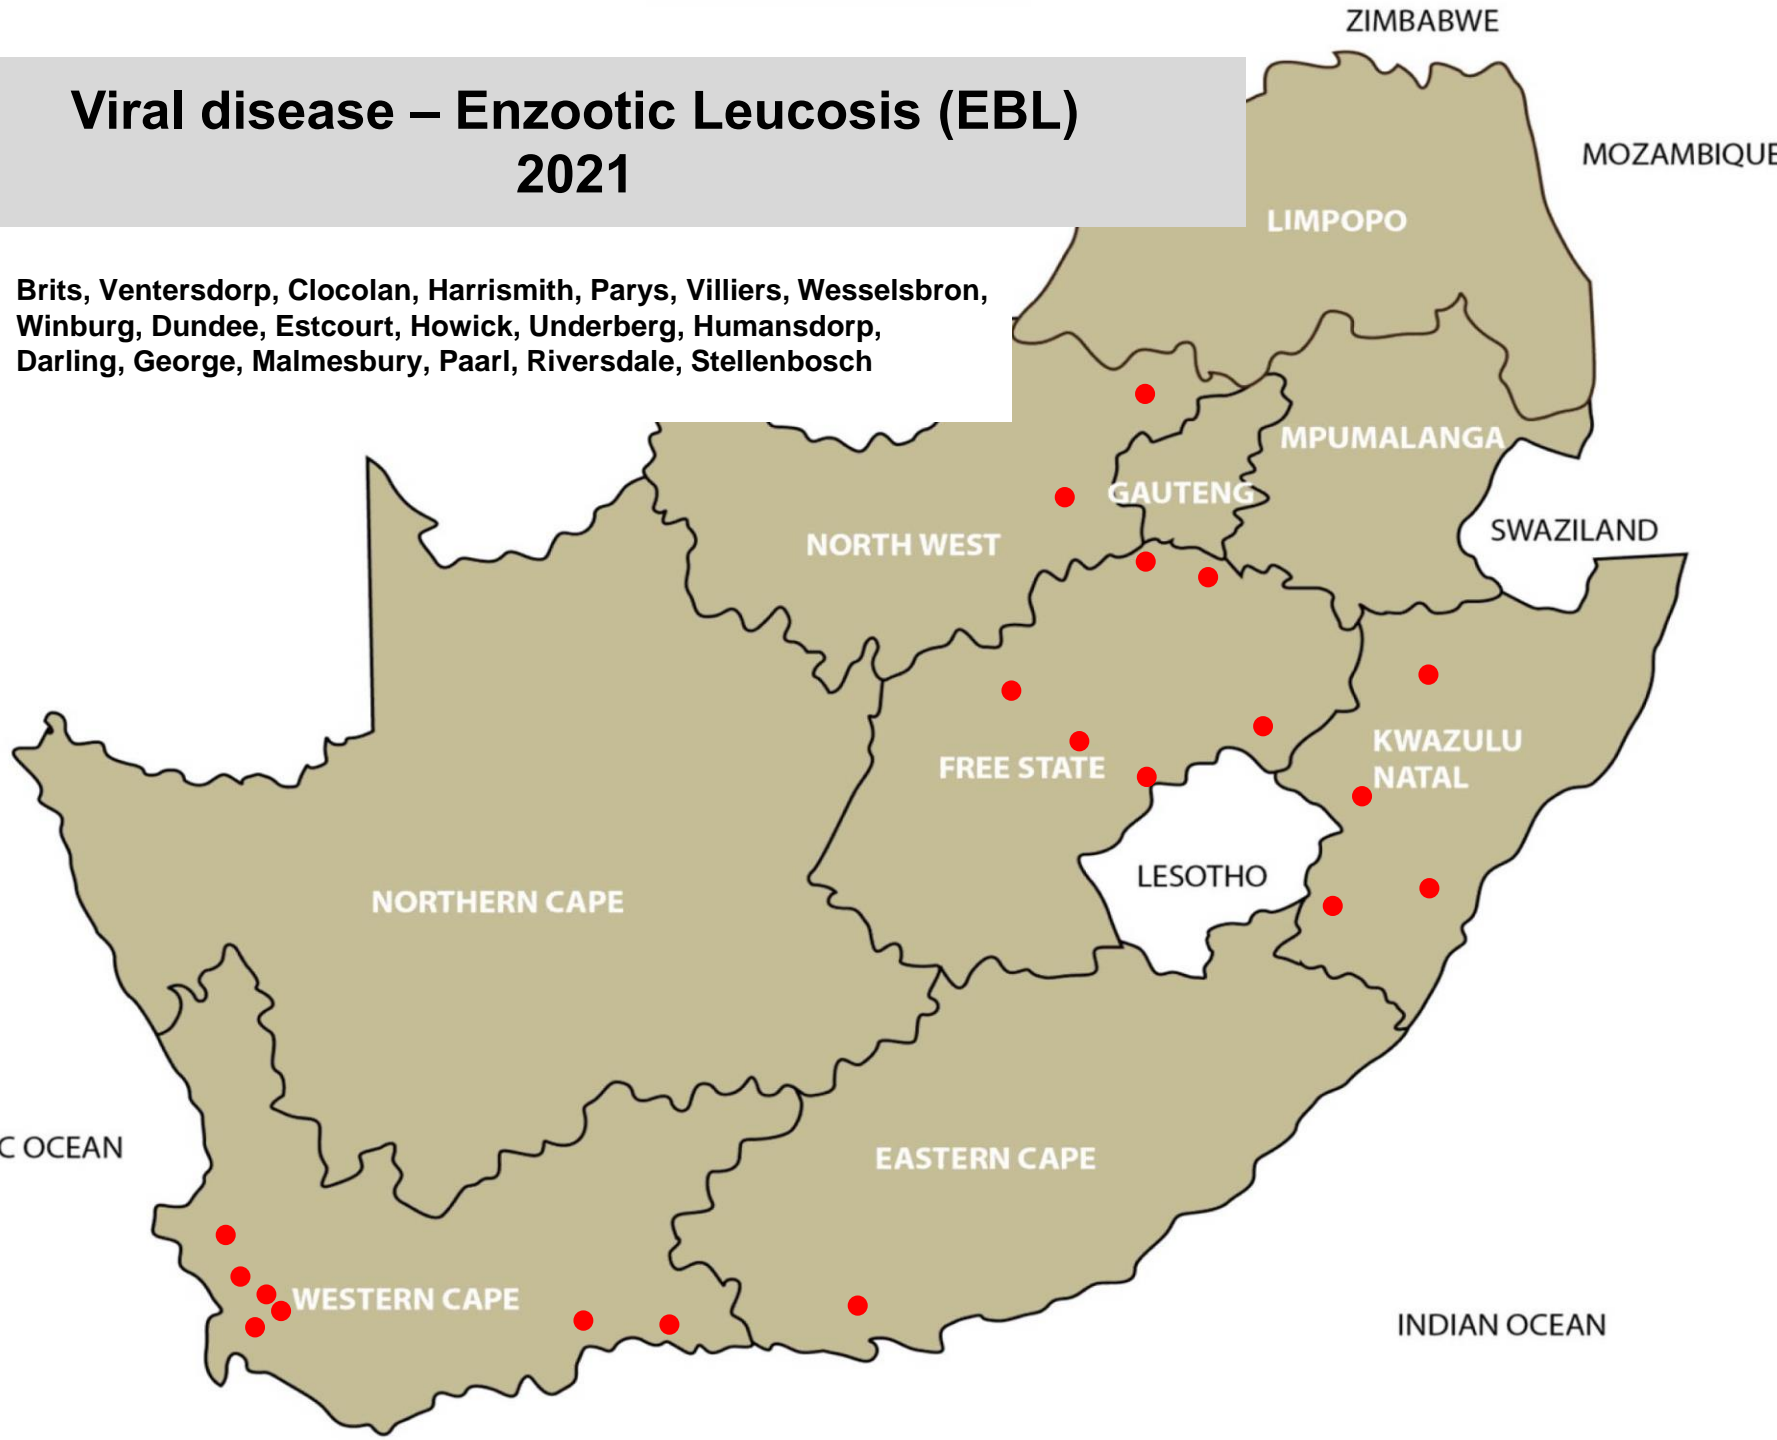 ZIMBABWE
Viral disease – Enzootic Leucosis (EBL)
2021
MOZAMBIQUE
LIMPOPO
Brits, Ventersdorp, Clocolan, Harrismith, Parys, Villiers, Wesselsbron,
Winburg, Dundee, Estcourt, Howick, Underberg, Humansdorp,
Darling, George, Malmesbury, Paarl, Riversdale, Stellenbosch
MPUMALANGA
GAUTENG
SWAZILAND
NORTH WEST
KWAZULU
NATAL
FREE STATE
LESOTHO
NORTHERN CAPE
C OCEAN
EASTERN CAPE
WESTERN CAPE
INDIAN OCEAN